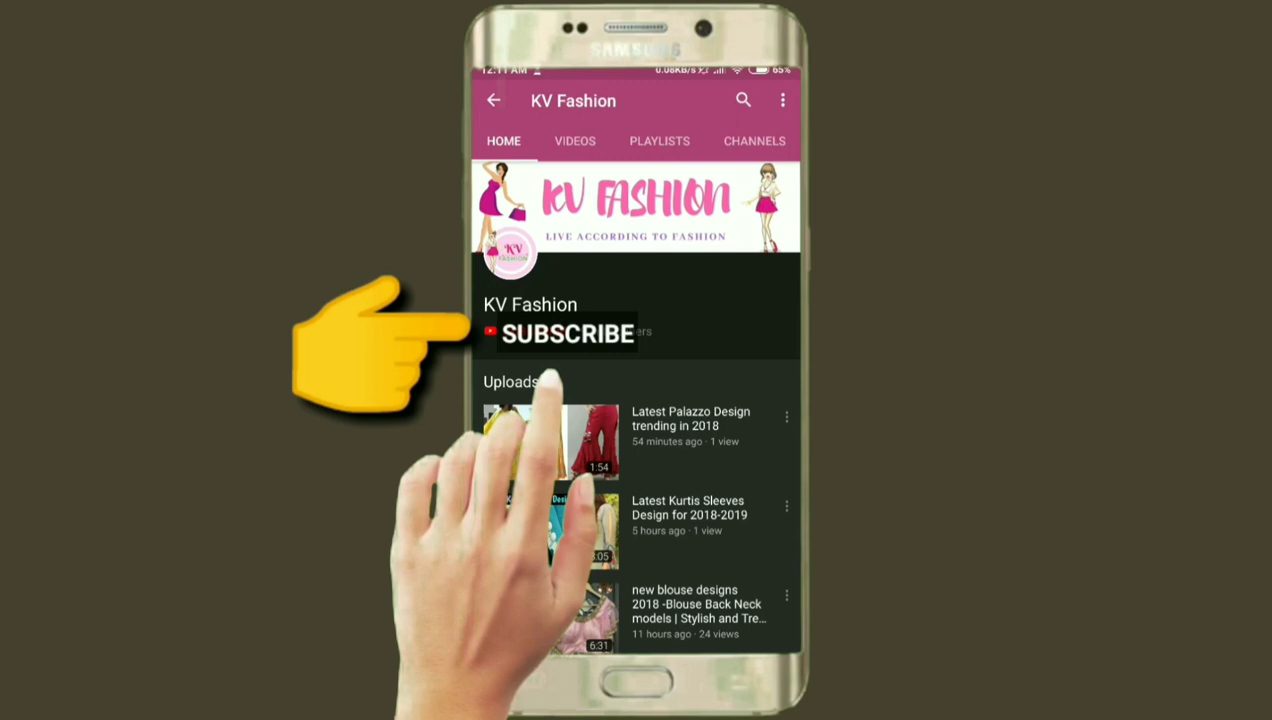 SAMSUNG
12:11 AM
0.08KB/s 65%
KV Fashion
HOME VIDEOS PLAYLISTS CHANNELS
KV FASHION
LIVE ACCORDING TO FASHION
KV
FASHION
KV Fashion
SUBSCRIBE
Uploads
Latest Palazzo Design
trending in 2018
54 minutes ago · 1 view
1:54
Latest Kurtis Sleeves
Design for 2018-2019
5 hours ago · 1 view
:05
new blouse designs
2018 -Blouse Back Neck
models | Stylish and Tre...
11 hours ago · 24 views
6:31